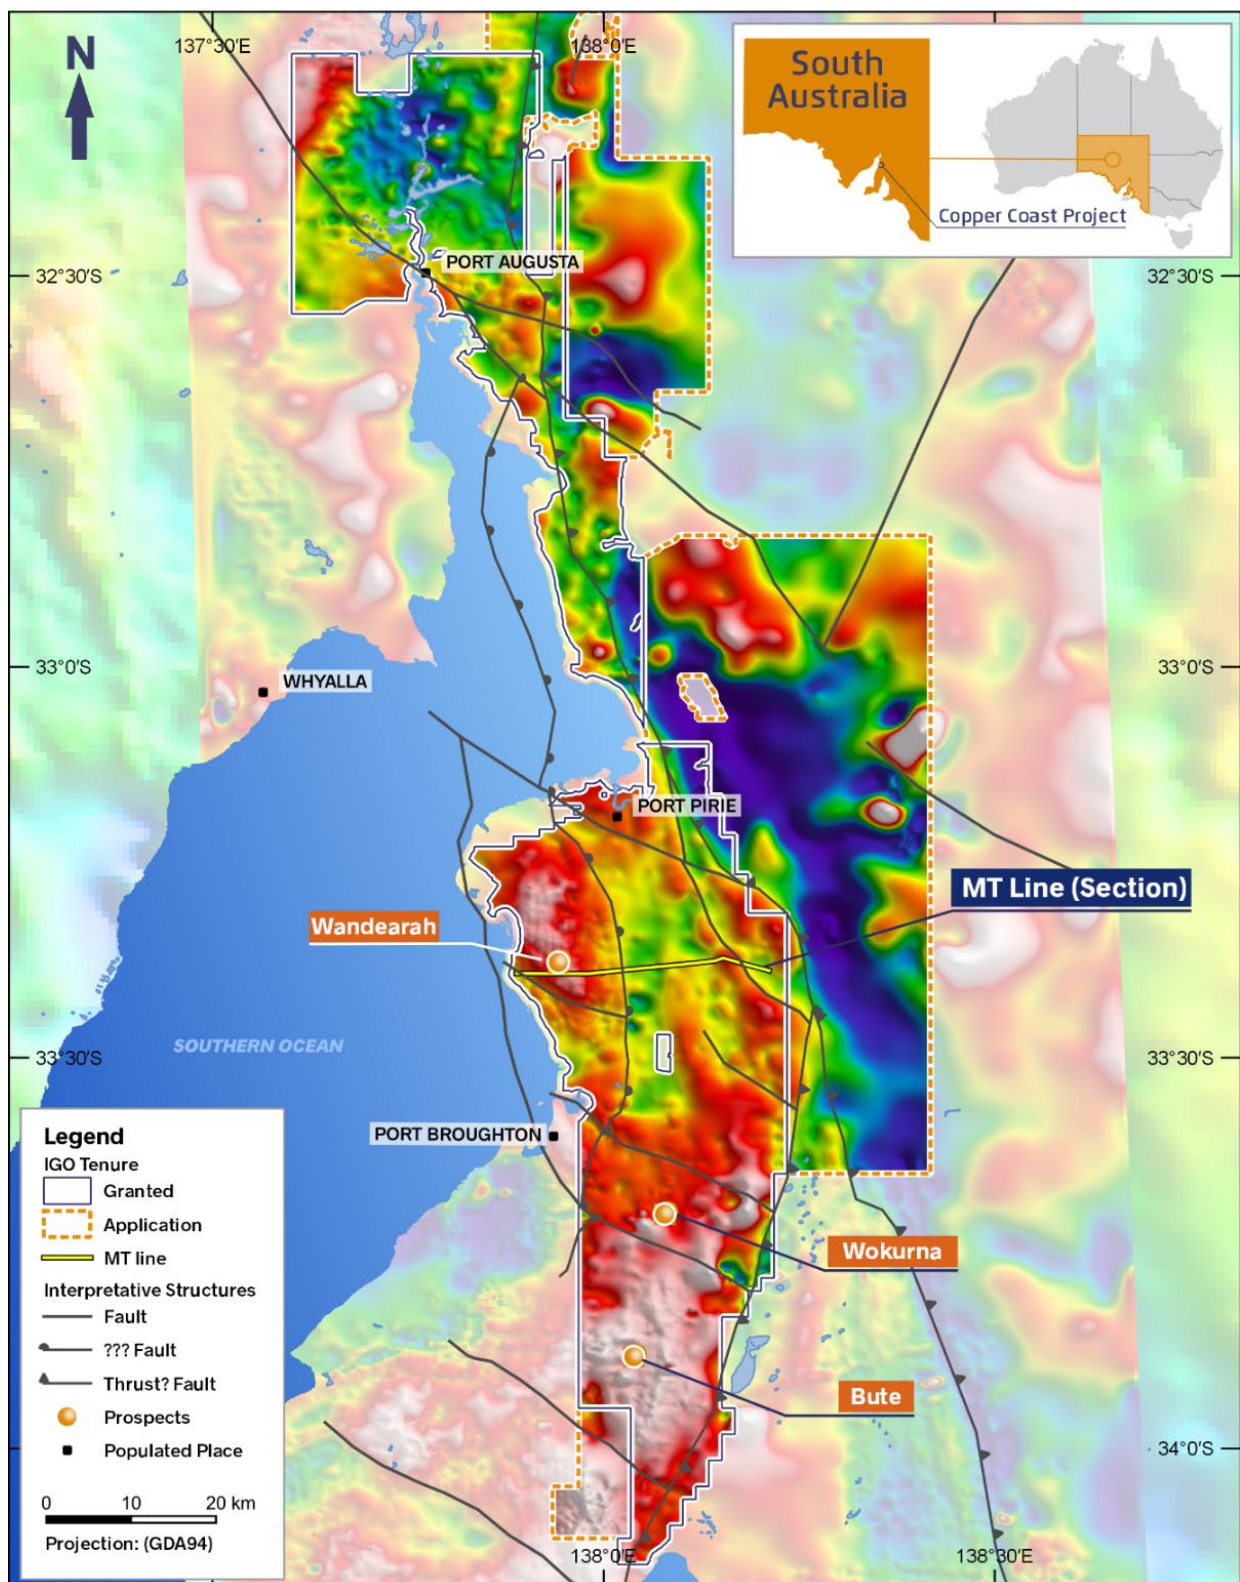 137°30'E
138°0'E
N
South
Australia
Copper Coast Project
32°30'S
PORT AUGUSTA
32°30'S
33°0'S
WHYALLA
33°0'S
PORT PIRIE
MT Line (Section)
Wandearah
SOUTHERN OCEAN
33°30'S
33°30'S
PORT BROUGHTON
Wokurna
Bute
34°0'S
138°0'E
138°30'E
Legend
IGO Tenure
Granted
Application
MT line
Interpretative Structures
Fault
??? Fault
Thrust? Fault
Prospects
Populated Place
0 10 20 km
Projection: (GDA94)